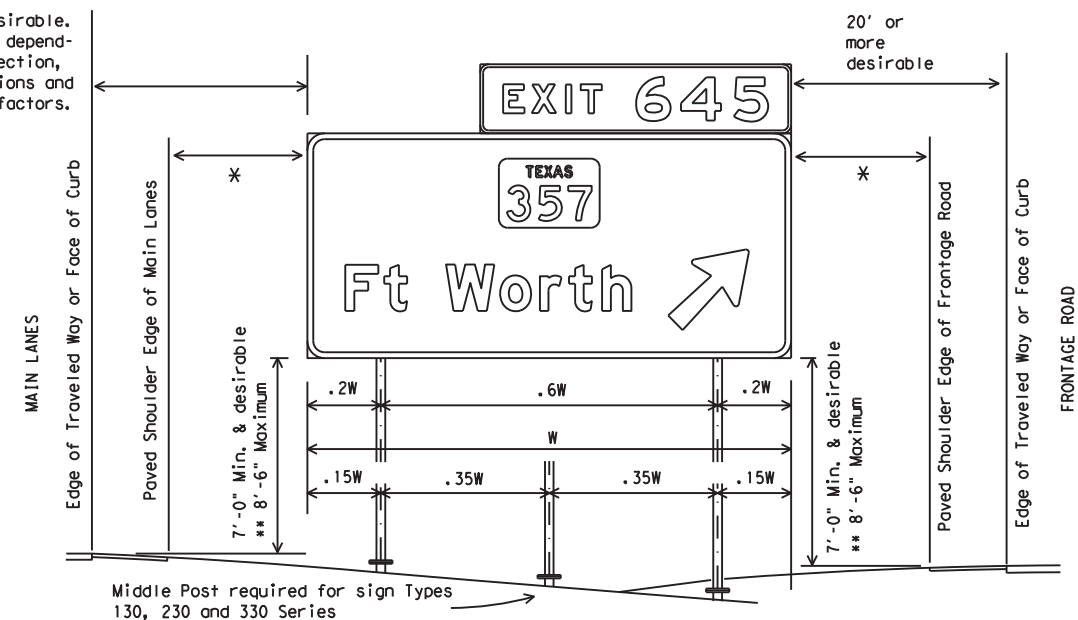 sirable.
depend-
ection,
ions and
factors.
20' or
more
desirable
EXIT 645
TEXAS
357
Ft Worth
*
*
MAIN LANES
Edge of Traveled Way or Face of Curb
Paved Shoulder Edge of Main Lanes
7'-0" Min. & desirable
** 8'-6" Maximum
.2W
.6W
.2W
W
.15W
.35W
.35W
.15W
7'-0" Min. & desirable
** 8'-6" Maximum
Paved Shoulder Edge of Frontage Road
Edge of Traveled Way or Face of Curb
FRONTAGE ROAD
Middle Post required for sign Types
130, 230 and 330 Series